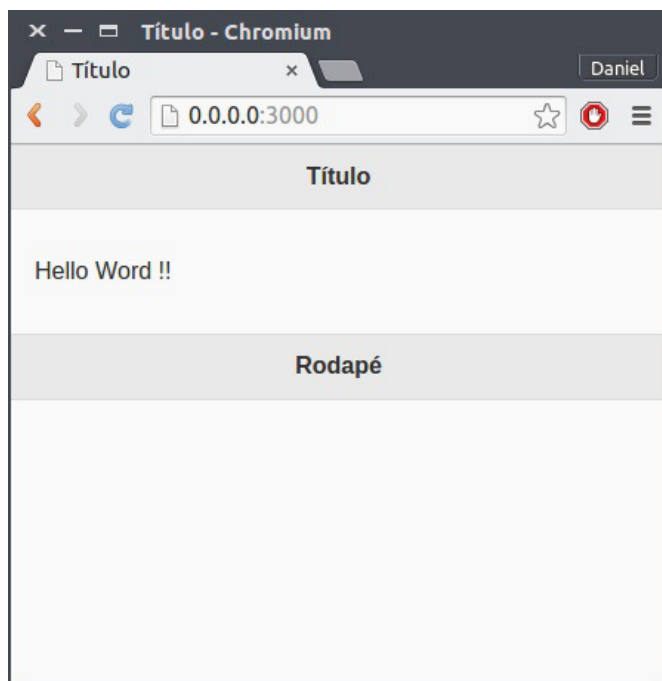 Título - Chromium
Título
Daniel
0.0.0.0:3000
Título
Hello Word !!
Rodapé